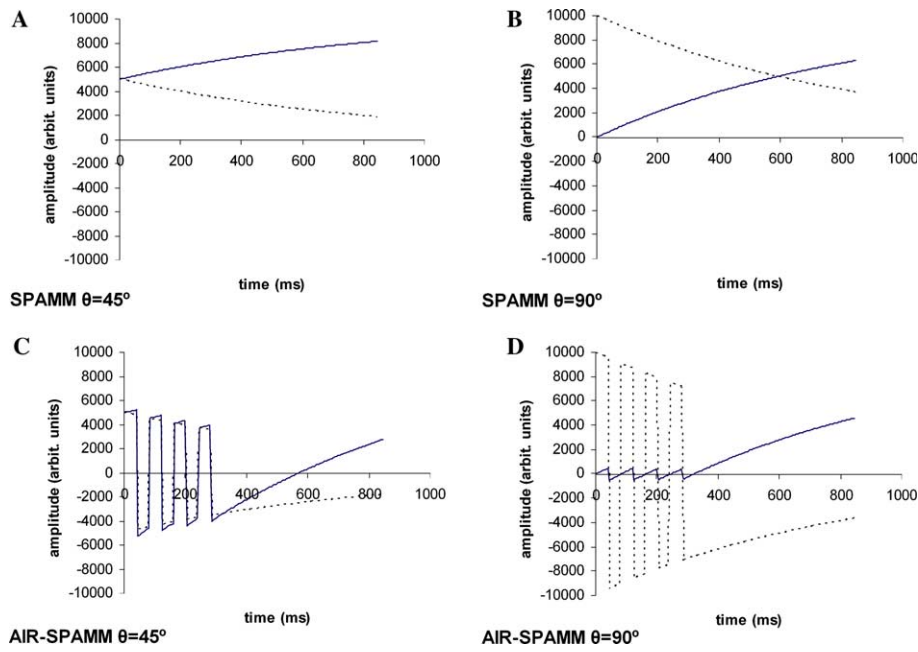 A
amplitude (arbit. units)
10000
8000
6000
4000
2000
0
-2000
-4000
-6000
-8000
-10000
0 200 400 600 800 1000
time (ms)
SPAMM θ=45º
B
amplitude (arbit. units)
10000
8000
6000
4000
2000
0
-2000
-4000
-6000
-8000
-10000
0 200 400 600 800 1000
time (ms)
SPAMM θ=90º
C
amplitude (arbit. units)
10000
8000
6000
4000
2000
0
-2000
-4000
-6000
-8000
-10000
0 200 400 600 800 1000
time (ms)
AIR-SPAMM θ=45º
D
amplitude (arbit. units)
10000
8000
6000
4000
2000
0
-2000
-4000
-6000
-8000
-10000
0 200 400 600 800 1000
time (ms)
AIR-SPAMM θ=90º